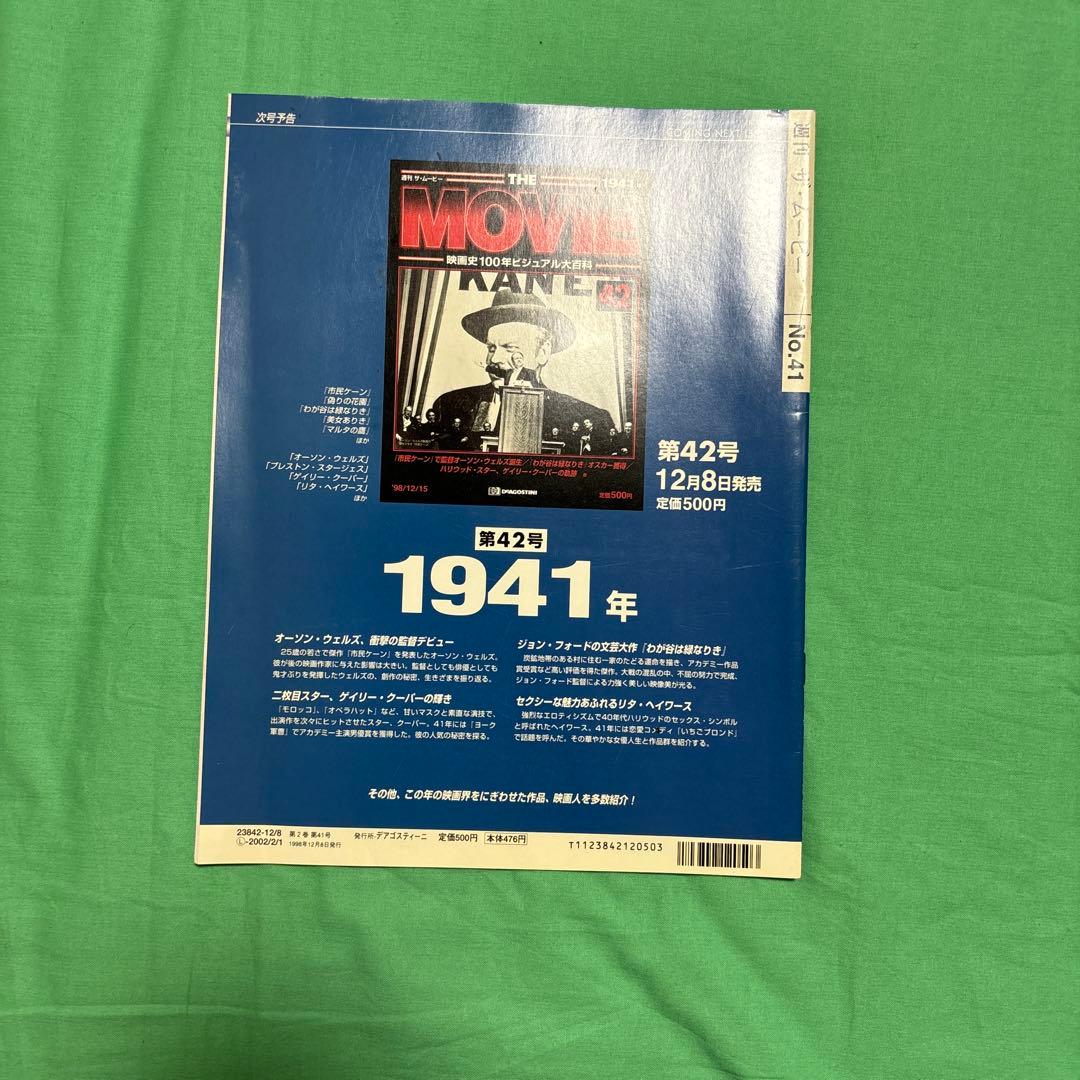 次号予告
COMING NEXT
週刊 ザ・ムービー No.41
週刊 ザ・ムービー
THE
1941
MOVIE
映画史100年ビジュアル大百科
KANE
42
「市民ケーン」で監督オーソン・ウェルズ誕生／「わが谷は緑なりき」オスカー獲得／
ハリウッド・スター、ゲイリー・クーパーの軌跡
'98/12/15
DeAGOSTINI
定価500円
「市民ケーン」
「偽りの花園」
「わが谷は緑なりき」
「美女ありき」
「マルタの鷹」
ほか
「オーソン・ウェルズ」
「プレストン・スタージェス」
「ゲイリー・クーパー」
「リタ・ヘイワース」
ほか
第42号
12月8日発売
定価500円
第42号
1941年
オーソン・ウェルズ、衝撃の監督デビュー
25歳の若さで傑作「市民ケーン」を発表したオーソン・ウェルズ。
彼が後の映画作家に与えた影響は大きい。監督としても俳優としても
鬼才ぶりを発揮したウェルズの、創作の秘密、生きざまを振り返る。
二枚目スター、ゲイリー・クーパーの輝き
「モロッコ」、「オペラハット」など、甘いマスクと素直な演技で、
出演作を次々にヒットさせたスター、クーパー。41年には「ヨーク
軍曹」でアカデミー主演男優賞を獲得した。彼の人気の秘密を探る。
ジョン・フォードの文芸大作「わが谷は緑なりき」
炭鉱地帯のある村に住む一家のたどる運命を描き、アカデミー作品
賞受賞など高い評価を得た傑作。大戦の混乱の中、不屈の努力で完成、
ジョン・フォード監督による力強く美しい映像美が光る。
セクシーな魅力あふれるリタ・ヘイワース
強烈なエロティシズムで40年代ハリウッドのセックス・シンボル
と呼ばれたヘイワース。41年には恋愛コメディ「いちごブロンド」
で話題を呼んだ。その華やかな女優人生と作品群を紹介する。
その他、この年の映画界をにぎわせた作品、映画人を多数紹介！
23842-12/8 第2巻 第41号 発行所・デアゴスティーニ 定価500円 本体476円
Ⓛ-2002/2/1 1998年12月8日発行
T1123842120503